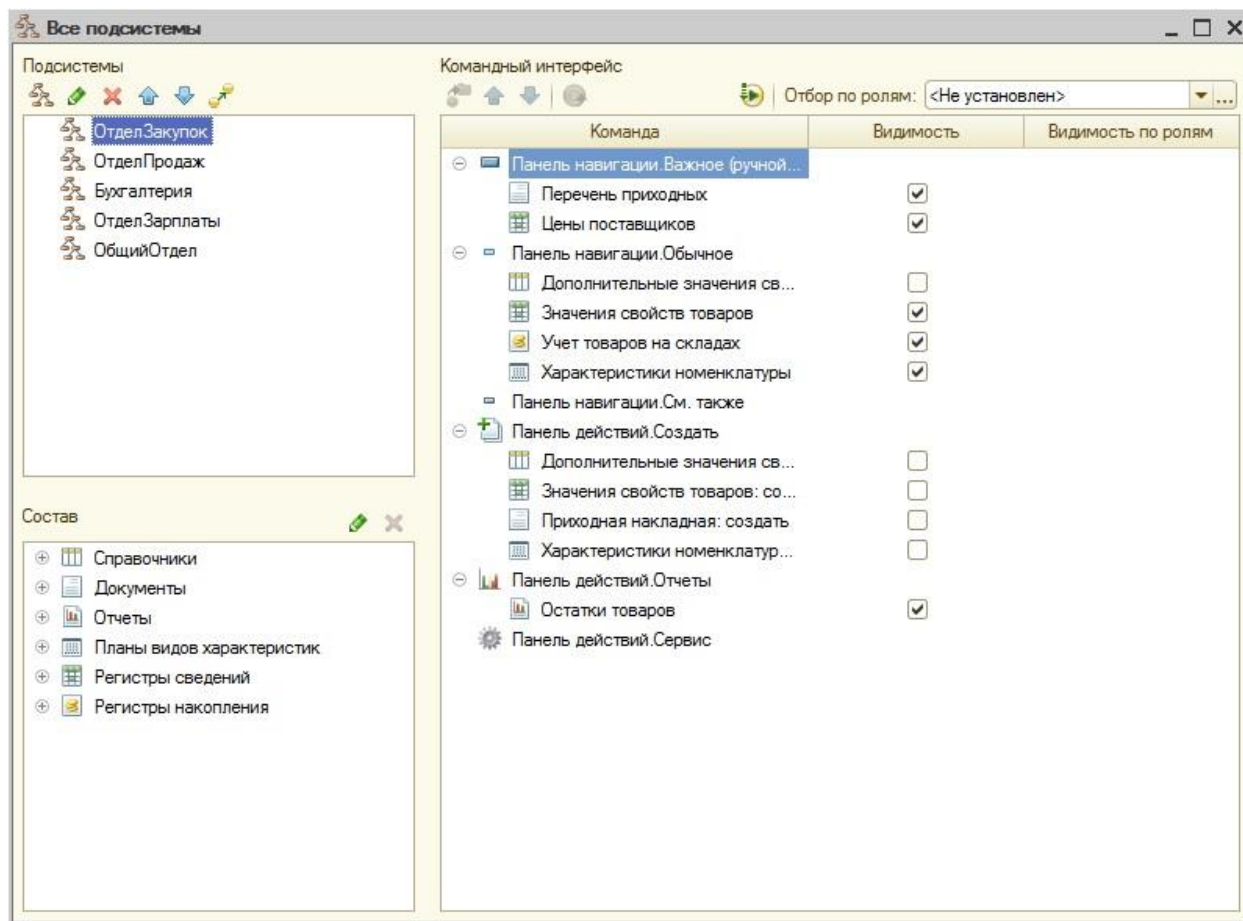 Все подсистемы
Подсистемы
ОтделЗакупок
ОтделПродаж
Бухгалтерия
ОтделЗарплаты
ОбщийОтдел
Состав
Справочники
Документы
Отчеты
Планы видов характеристик
Регистры сведений
Регистры накопления
Командный интерфейс
Отбор по ролям: <Не установлен>
Команда Видимость Видимость по ролям
Панель навигации.Важное (ручной...
Перечень приходных
Цены поставщиков
Панель навигации.Обычное
Дополнительные значения св...
Значения свойств товаров
Учет товаров на складах
Характеристики номенклатуры
Панель навигации.См. также
Панель действий.Создать
Дополнительные значения св...
Значения свойств товаров: со...
Приходная накладная: создать
Характеристики номенклатур...
Панель действий.Отчеты
Остатки товаров
Панель действий.Сервис